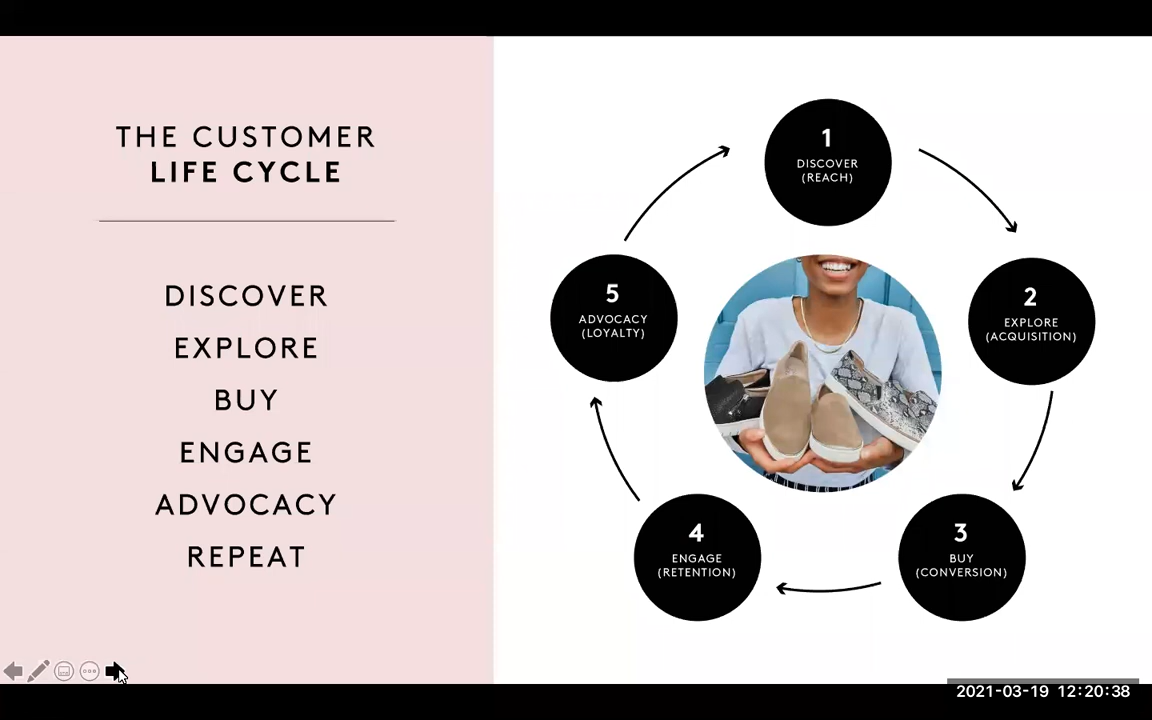 THE CUSTOMER
LIFE CYCLE
DISCOVER
EXPLORE
BUY
ENGAGE
ADVOCACY
REPEAT
1
DISCOVER
(REACH)
2
EXPLORE
(ACQUISITION)
3
BUY
(CONVERSION)
4
ENGAGE
(RETENTION)
5
ADVOCACY
(LOYALTY)
2021-03-19 12:20:38